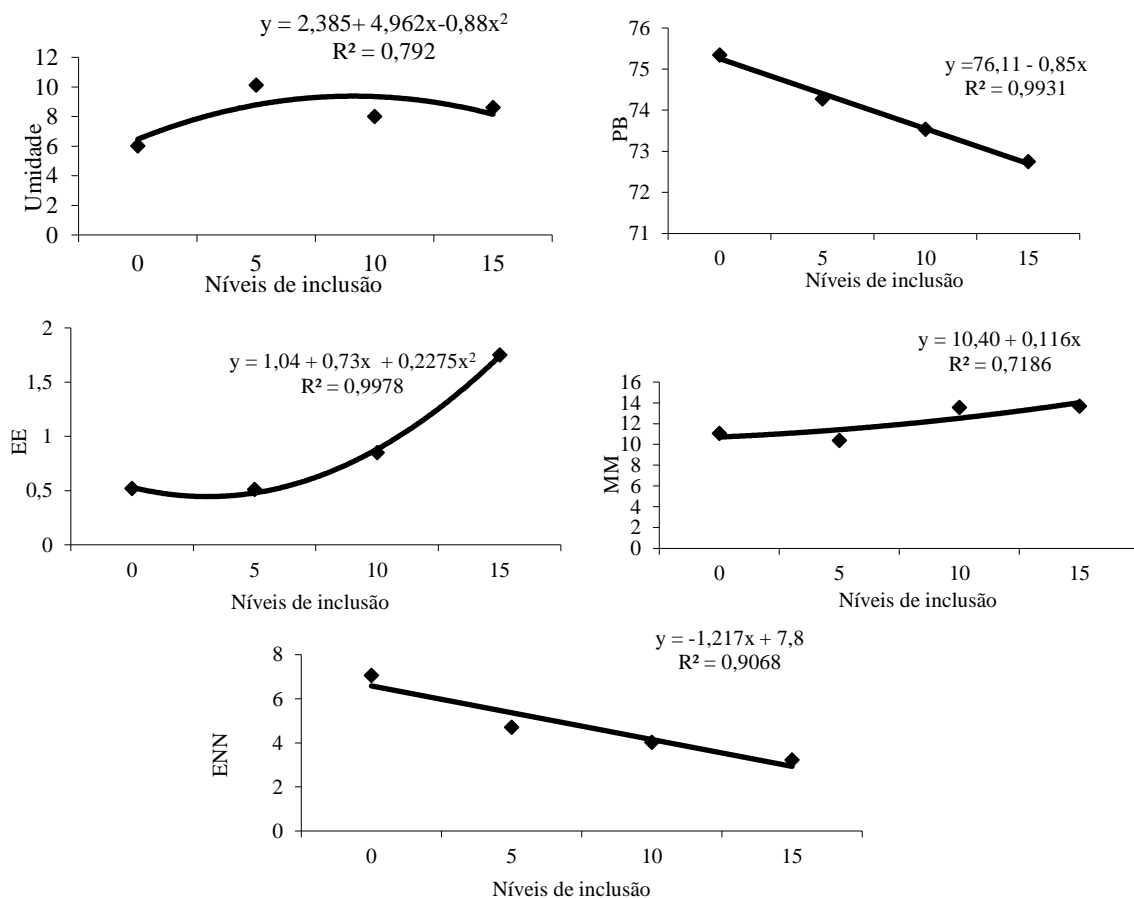 y = 2,385+ 4,962x-0,88x²
R² = 0,792
12
10
8
6
4
2
0
Umidade
0 5 10 15
Níveis de inclusão
y =76,11 - 0,85x
R² = 0,9931
76
75
74
73
72
71
PB
0 5 10 15
Níveis de inclusão
y = 1,04 + 0,73x + 0,2275x²
R² = 0,9978
2
1,5
1
0,5
0
EE
0 5 10 15
Níveis de inclusão
y = 10,40 + 0,116x
R² = 0,7186
16
14
12
10
8
6
4
2
0
MM
0 5 10 15
Níveis de inclusão
y = -1,217x + 7,8
R² = 0,9068
8
6
4
2
0
ENN
0 5 10 15
Níveis de inclusão